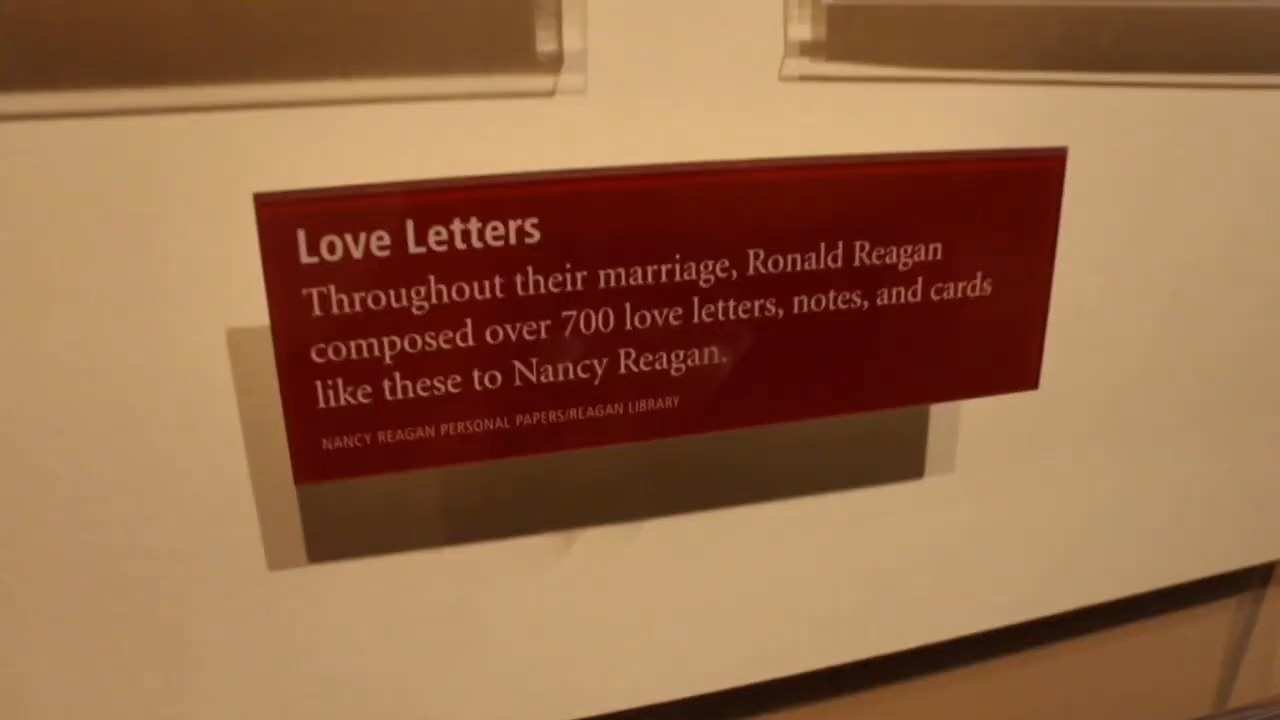 Love Letters
Throughout their marriage, Ronald Reagan
composed over 700 love letters, notes, and cards
like these to Nancy Reagan.
NANCY REAGAN PERSONAL PAPERS/REAGAN LIBRARY